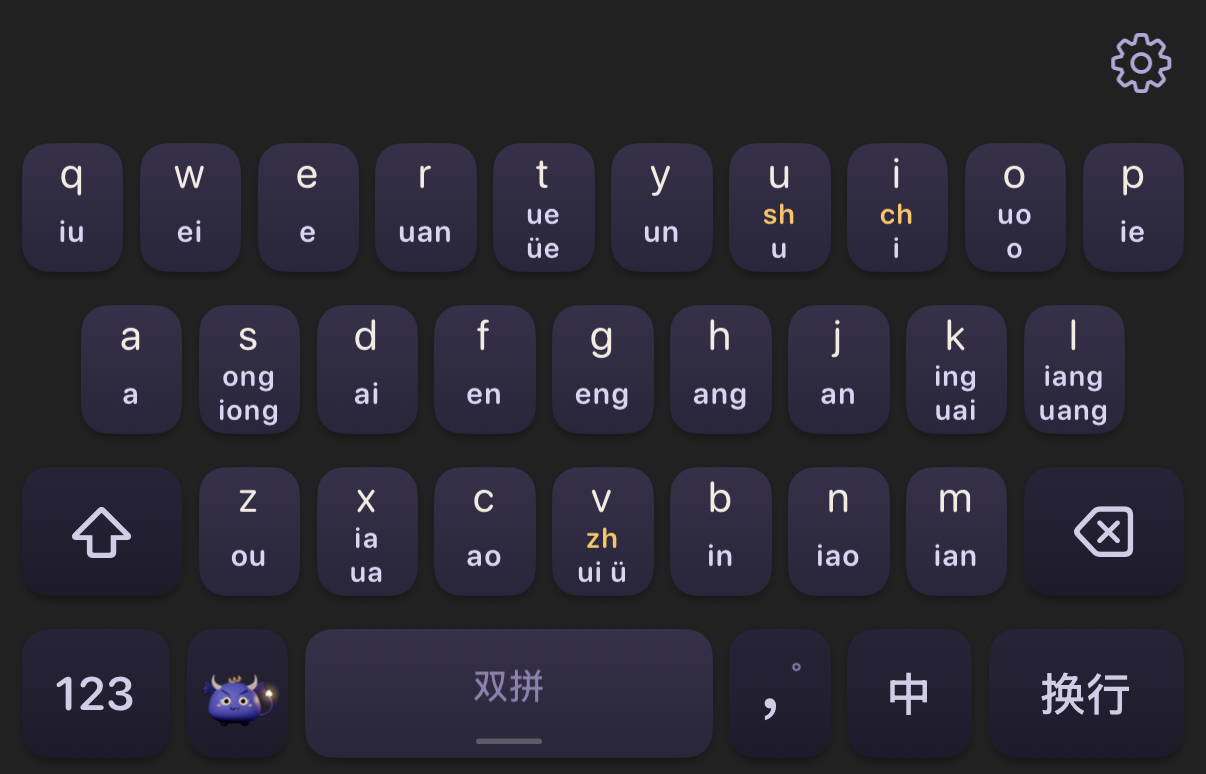 q w e r t y u i o p
iu ei e uan ue un sh ch uo ie
üe u i o
a s d f g h j k l
a ong ai en eng ang an ing iang
iong uai uang
z x c v b n m
ou ia ao zh in iao ian
ua ui ü
123 双拼 ，。 中 换行